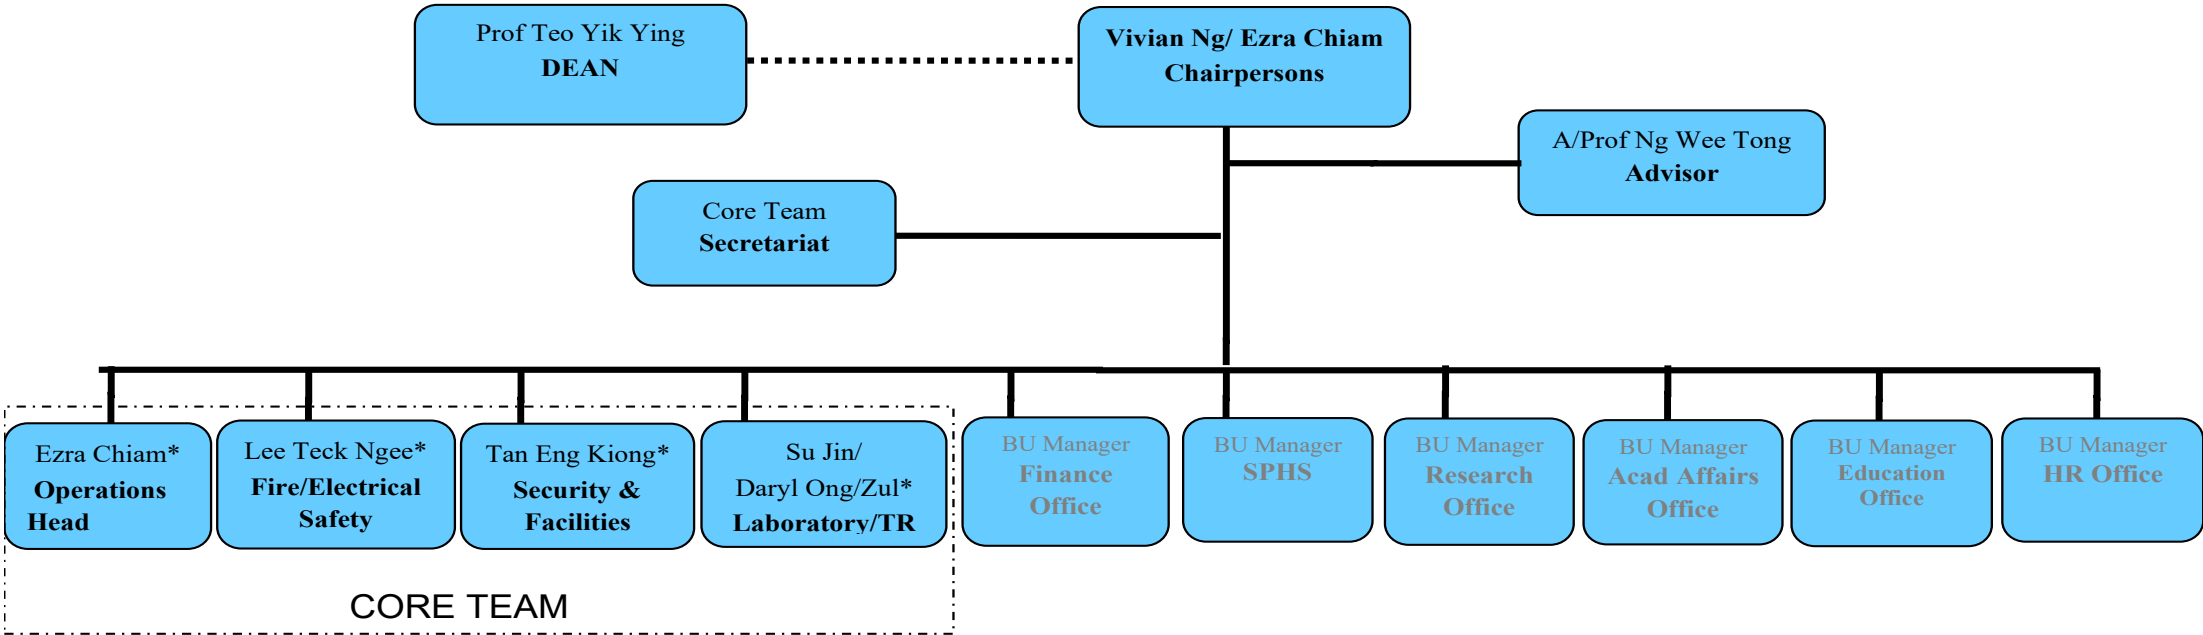 Prof Teo Yik Ying
DEAN
Vivian Ng/ Ezra Chiam
Chairpersons
A/Prof Ng Wee Tong
Advisor
Core Team
Secretariat
Ezra Chiam*
Operations
Head
Lee Teck Ngee*
Fire/Electrical
Safety
Tan Eng Kiong*
Security &
Facilities
Su Jin/
Daryl Ong/Zul*
Laboratory/TR
BU Manager
Finance
Office
BU Manager
SPHS
BU Manager
Research
Office
BU Manager
Acad Affairs
Office
BU Manager
Education
Office
BU Manager
HR Office
CORE TEAM